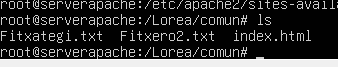 root@serverapache:/etc/apache2/sites-avail
root@serverapache:/Lorea/comun# ls
Fitxategi.txt  Fitxero2.txt  index.html
root@serverapache:/Lorea/comun# _